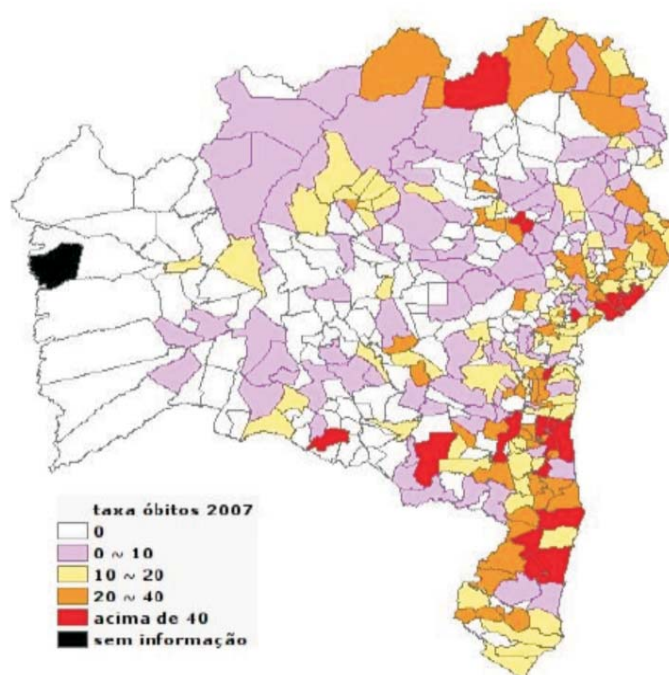 taxa óbitos 2007
0
0 ~ 10
10 ~ 20
20 ~ 40
acima de 40
sem informação